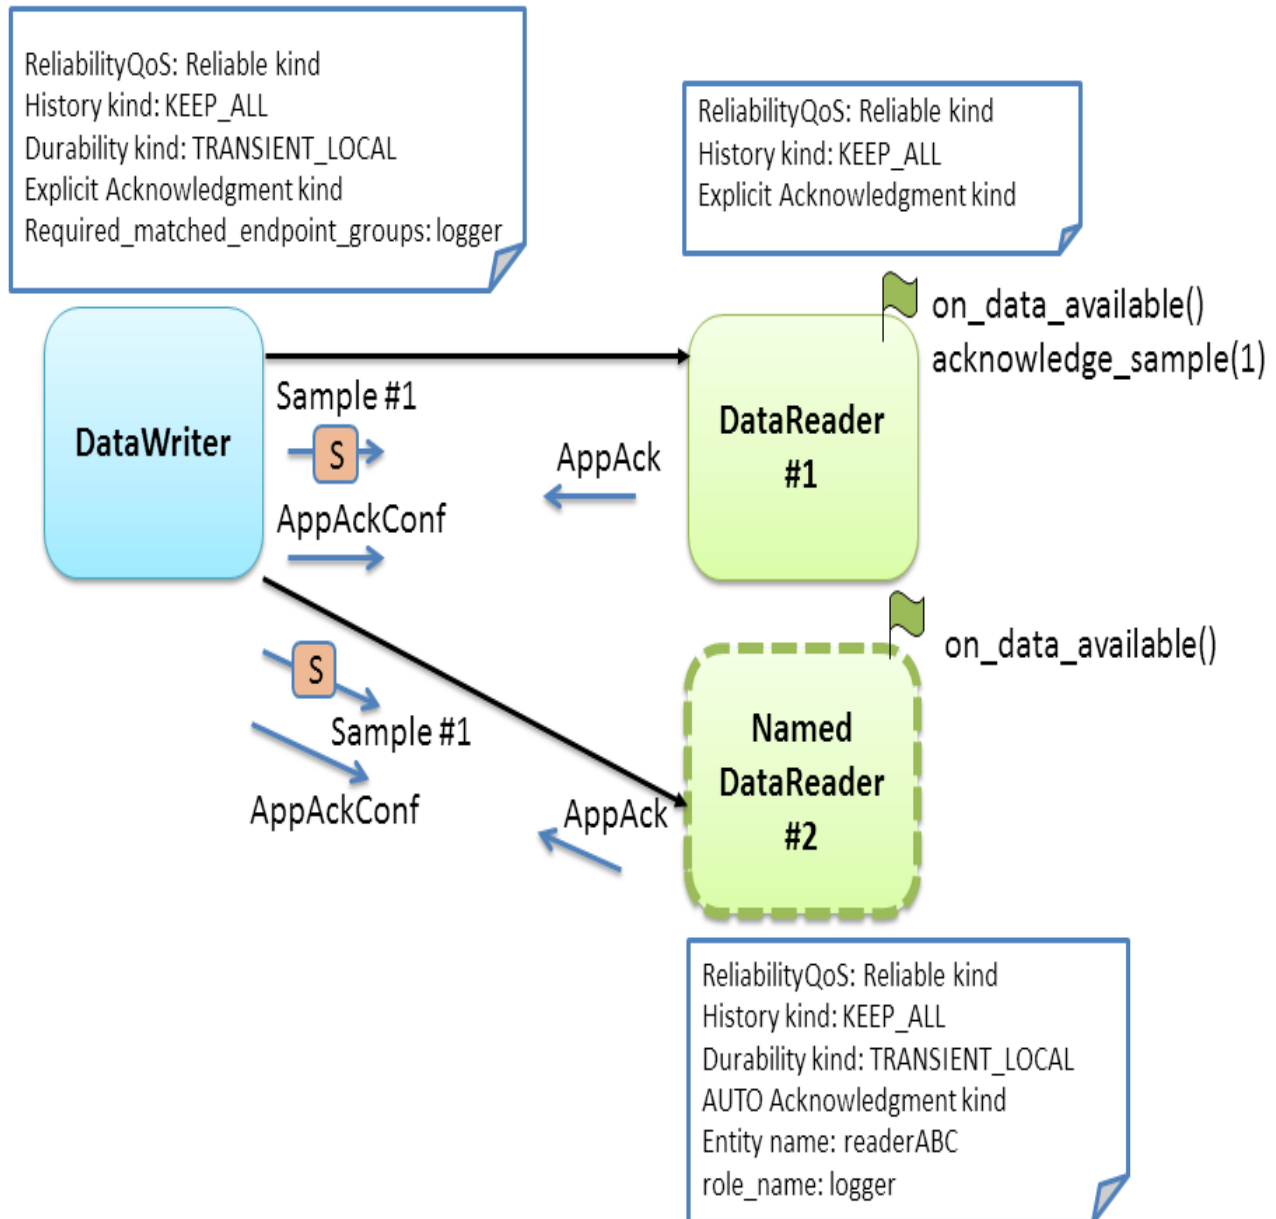 ReliabilityQoS: Reliable kind
History kind: KEEP_ALL
Durability kind: TRANSIENT_LOCAL
Explicit Acknowledgment kind
Required_matched_endpoint_groups: logger
ReliabilityQoS: Reliable kind
History kind: KEEP_ALL
Explicit Acknowledgment kind
on_data_available()
acknowledge_sample(1)
DataWriter
Sample #1
S
AppAckConf
AppAck
DataReader
#1
S
Sample #1
AppAckConf
AppAck
on_data_available()
Named
DataReader
#2
ReliabilityQoS: Reliable kind
History kind: KEEP_ALL
Durability kind: TRANSIENT_LOCAL
AUTO Acknowledgment kind
Entity name: readerABC
role_name: logger